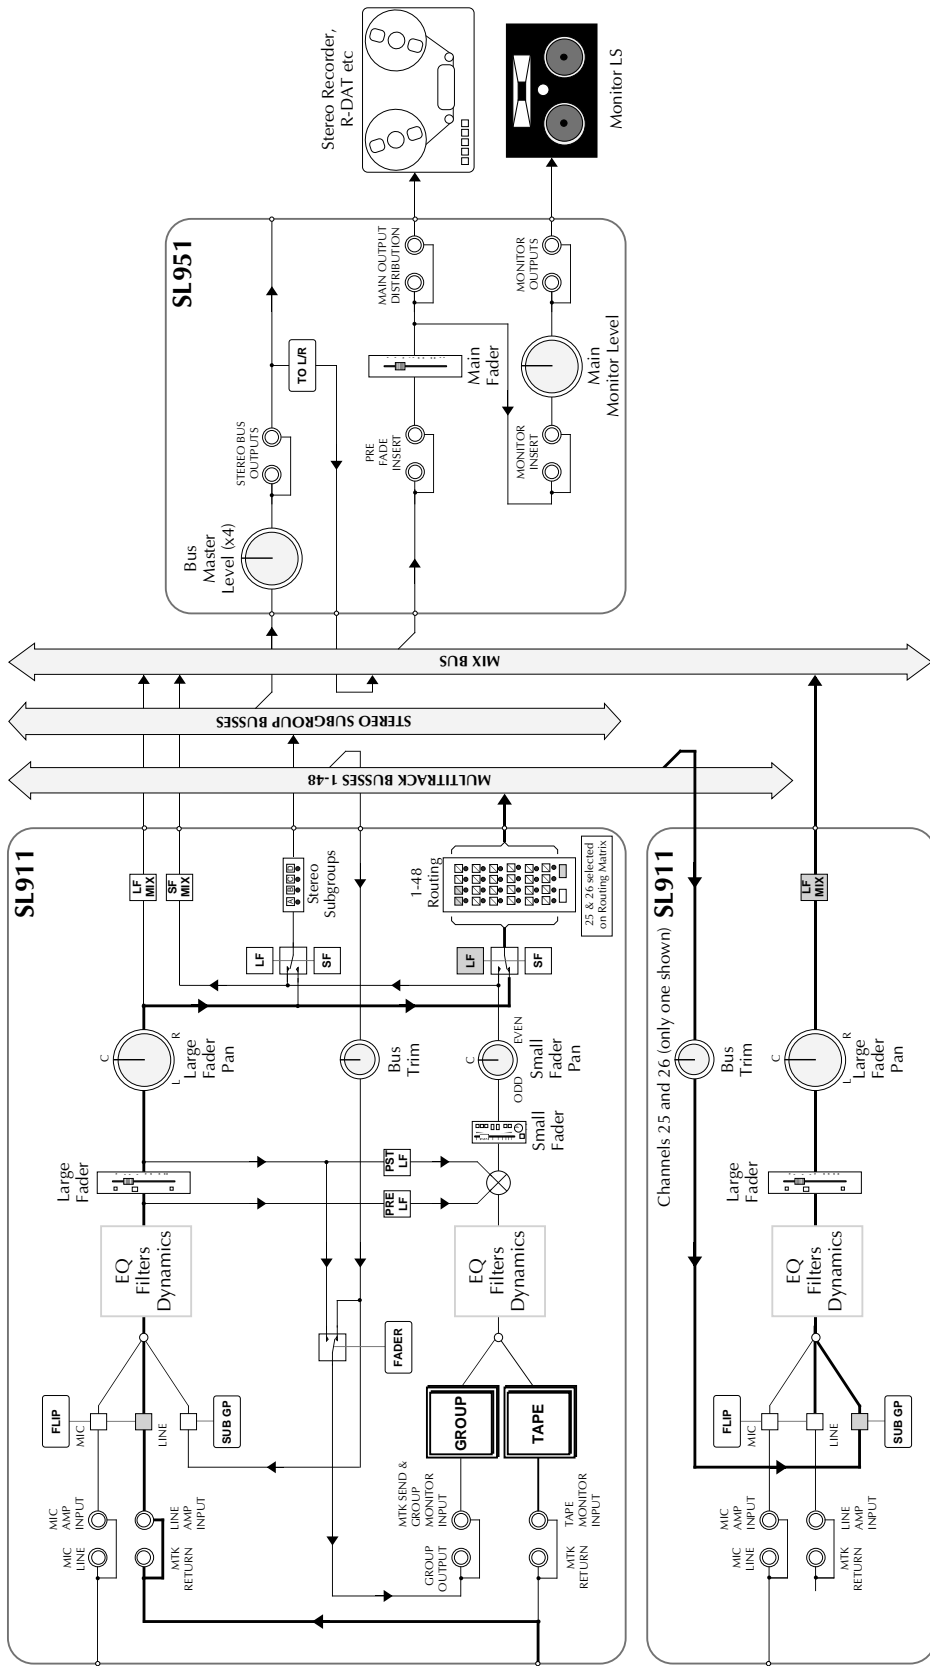 SL911
FLIP
MIC
LINE
SUB GP
MIC
AMP
INPUT
MIC
LINE
LINE
AMP
INPUT
MTK
RETURN
EQ
Filters
Dynamics
Large
Fader
C
L
R
Large
Fader
Pan
LF
MIX
SF
MIX
LF
SF
A B C D
Stereo
Subgroups
Bus
Trim
FADER
PRE
LF
PST
LF
MTK SEND &
GROUP
MONITOR
INPUT
GROUP
OUTPUT
GROUP
TAPE
TAPE
MONITOR
INPUT
MTK
RETURN
EQ
Filters
Dynamics
Small
Fader
C
ODD
EVEN
Small
Fader
Pan
LF
SF
1-48
Routing
25 & 26 selected
on Routing Matrix
MULTITRACK BUSSES 1-48
STEREO SUBGROUP BUSSES
MIX BUS
SL951
Bus
Master
Level (x4)
STEREO BUS
OUTPUTS
TO L/R
PRE
FADE
INSERT
Main
Fader
MAIN OUTPUT
DISTRIBUTION
MONITOR
INSERT
Main
Monitor Level
MONITOR
OUTPUTS
Stereo Recorder,
R-DAT etc
Monitor LS
Channels 25 and 26 (only one shown)
SL911
FLIP
MIC
LINE
SUB GP
MIC
AMP
INPUT
MIC
LINE
LINE
AMP
INPUT
MTK
RETURN
EQ
Filters
Dynamics
Large
Fader
Bus
Trim
C
L
R
Large
Fader
Pan
LF
MIX